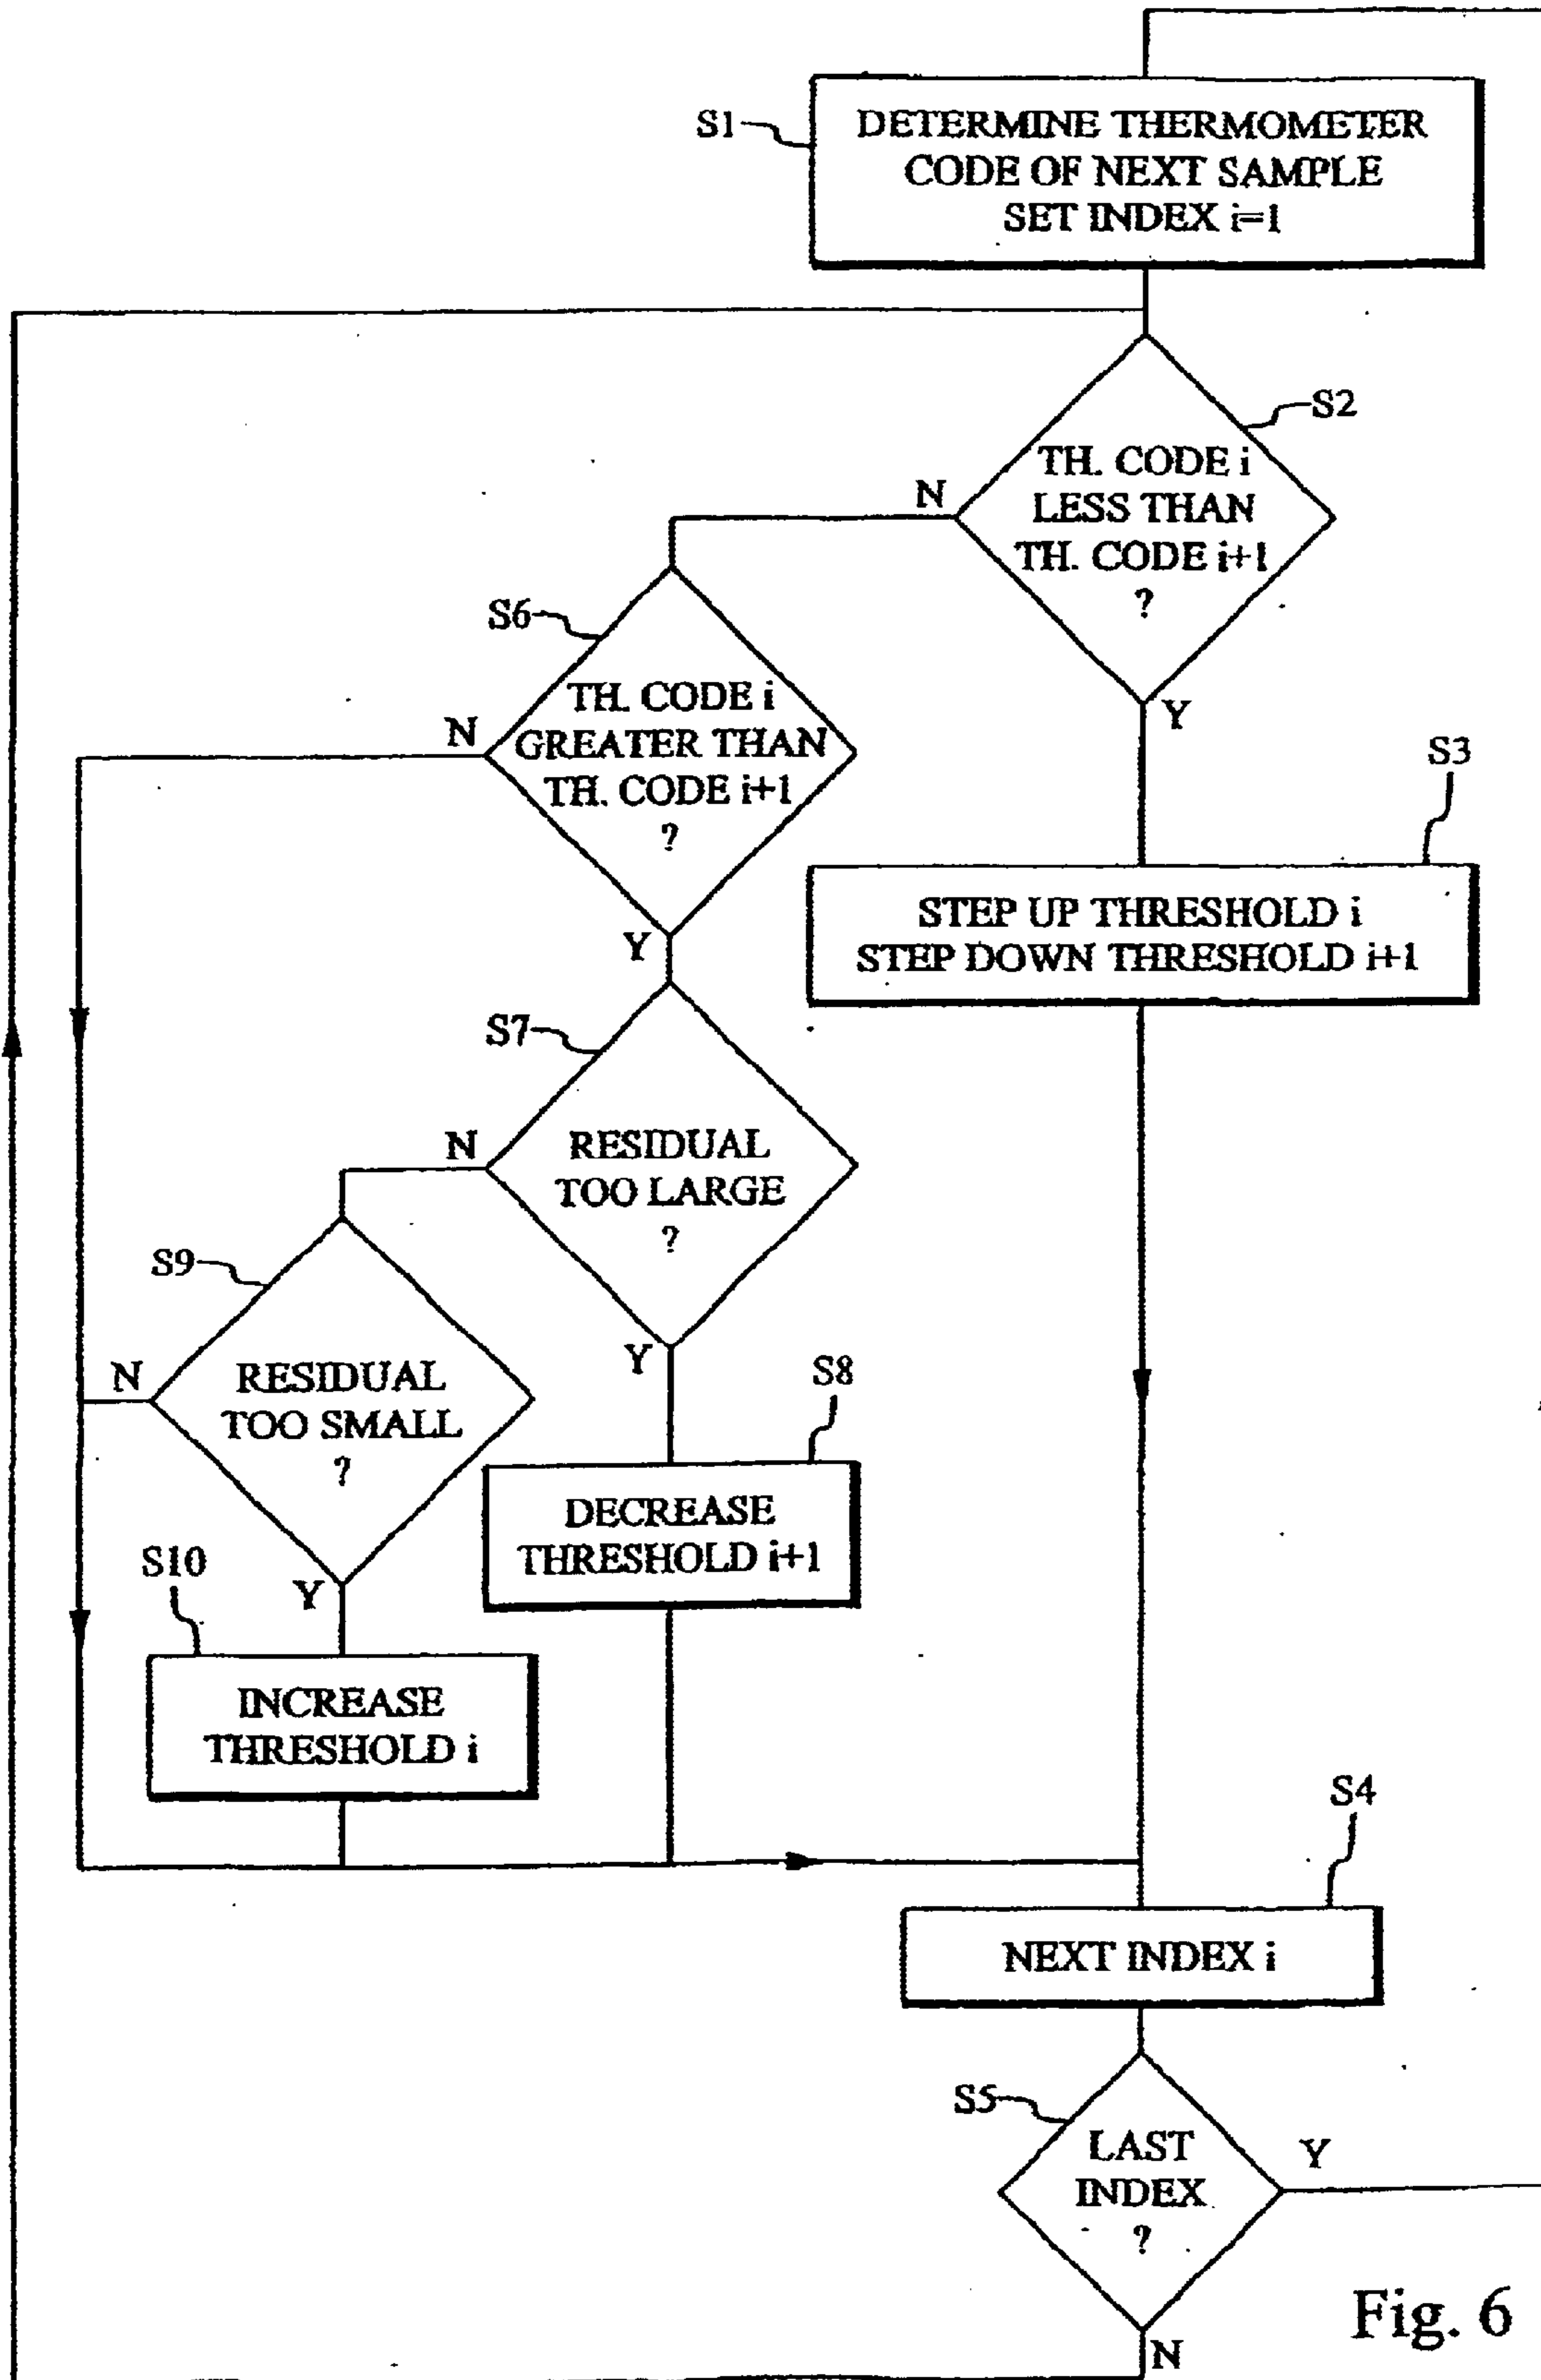 S1
DETERMINE THERMOMETER
CODE OF NEXT SAMPLE
SET INDEX i=1
S2
TH. CODE i
LESS THAN
TH. CODE i+1
?
N
Y
S6
TH. CODE i
GREATER THAN
TH. CODE i+1
?
N
Y
S3
STEP UP THRESHOLD i
STEP DOWN THRESHOLD i+1
S7
RESIDUAL
TOO LARGE
?
N
Y
S9
RESIDUAL
TOO SMALL
?
N
Y
S8
DECREASE
THRESHOLD i+1
S10
INCREASE
THRESHOLD i
S4
NEXT INDEX i
S5
LAST
INDEX
?
Y
N
Fig. 6